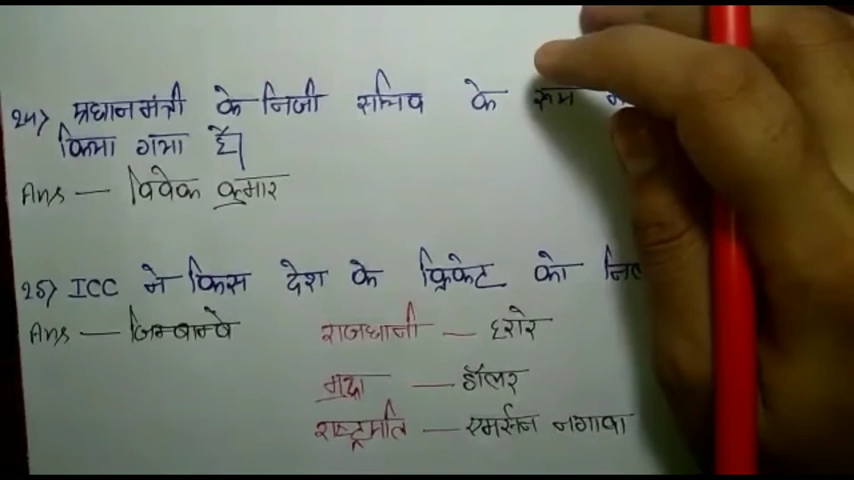 24) प्रधानमंत्री के निजी सचिव के रूप
किया गया है।
Ans — विवेक कुमार
25) ICC ने किस देश के क्रिकेट को
Ans — जिम्बाम्बे राजधानी — हरारे
मुद्रा — डॉलर
राष्ट्रपति — एमर्सन नगावा